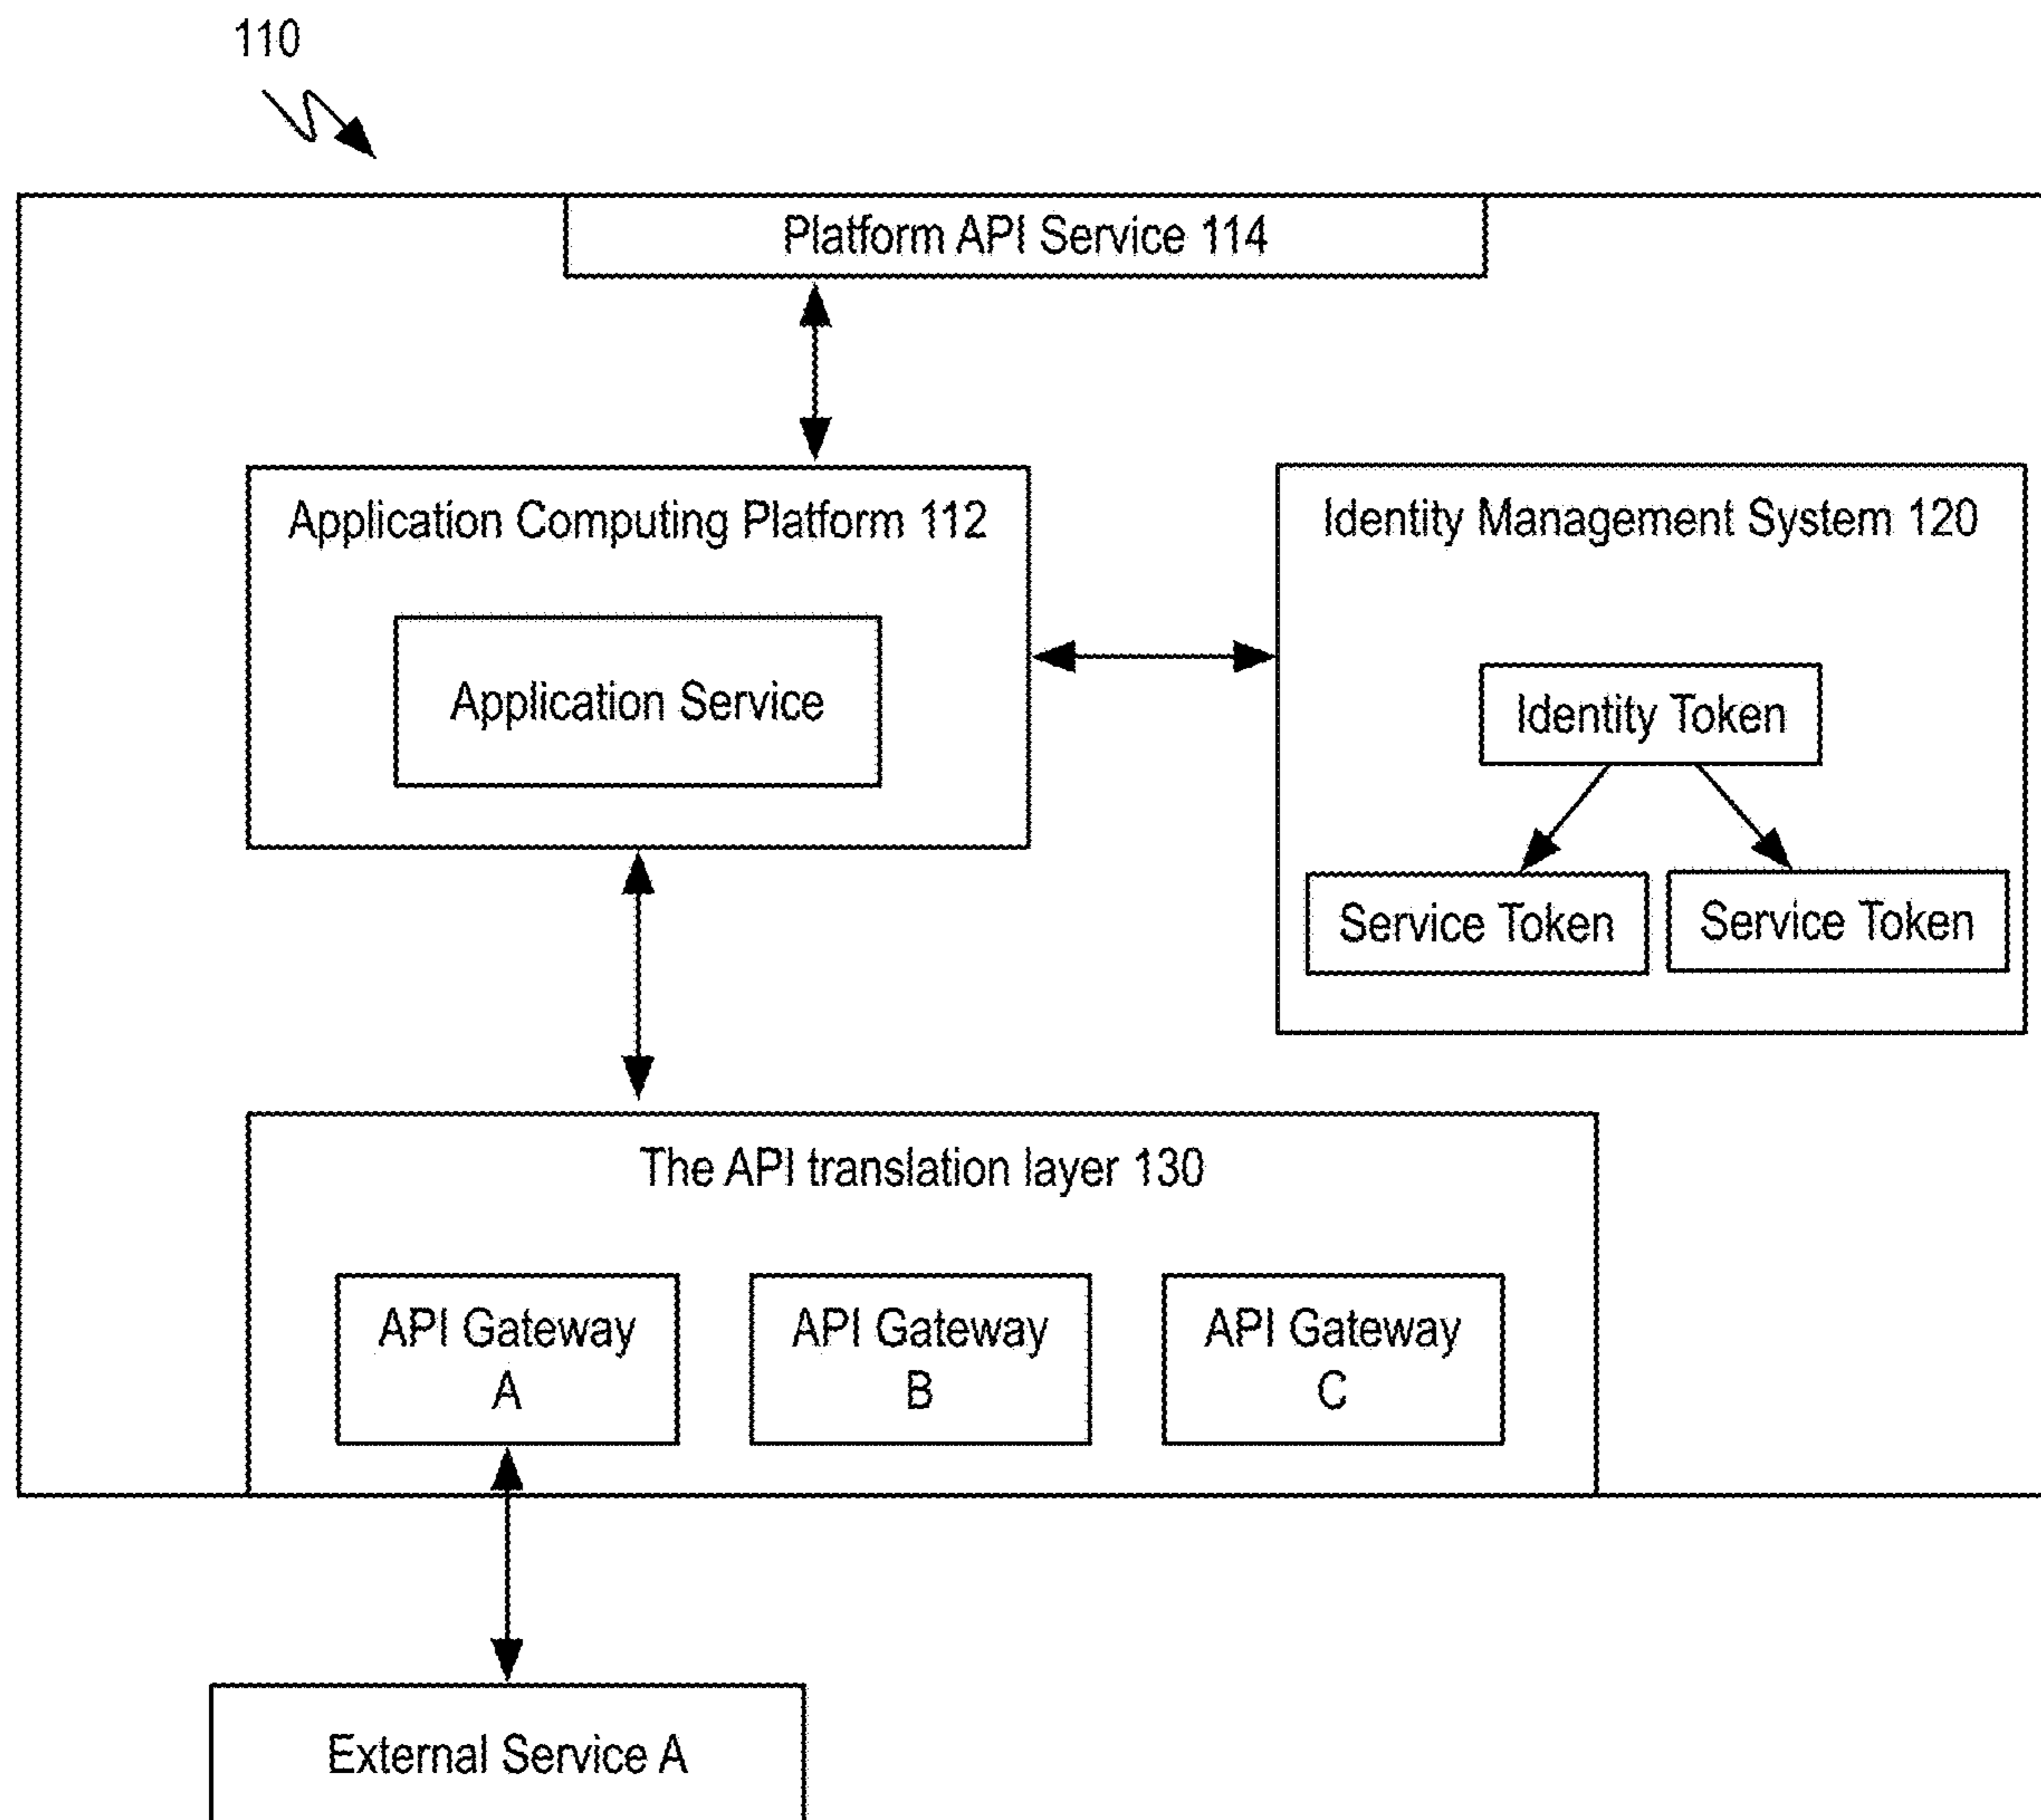 110
Platform API Service 114
Application Computing Platform 112
Identity Management System 120
Application Service
Identity Token
Service Token
Service Token
The API translation layer 130
API Gateway
A
API Gateway
B
API Gateway
C
External Service A